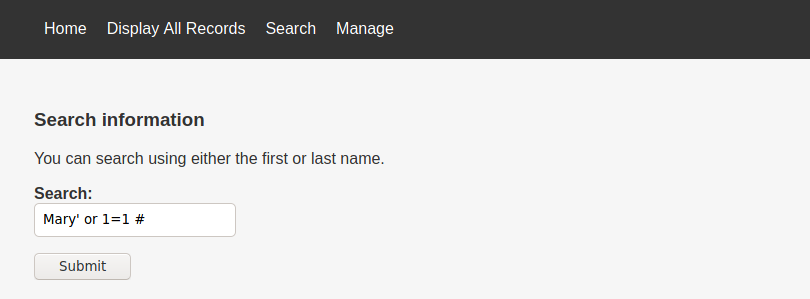 Home Display All Records Search Manage
Search information
You can search using either the first or last name.
Search:
Mary' or 1=1 #
Submit